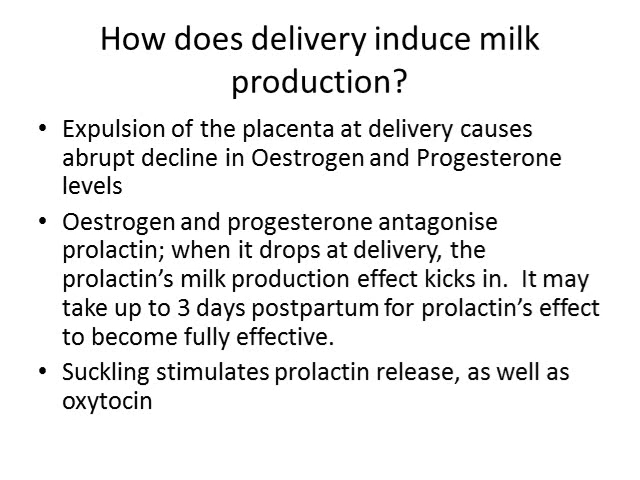 How does delivery induce milk
production?
• Expulsion of the placenta at delivery causes
abrupt decline in Oestrogen and Progesterone
levels
• Oestrogen and progesterone antagonise
prolactin; when it drops at delivery, the
prolactin’s milk production effect kicks in.  It may
take up to 3 days postpartum for prolactin’s effect
to become fully effective.
• Suckling stimulates prolactin release, as well as
oxytocin